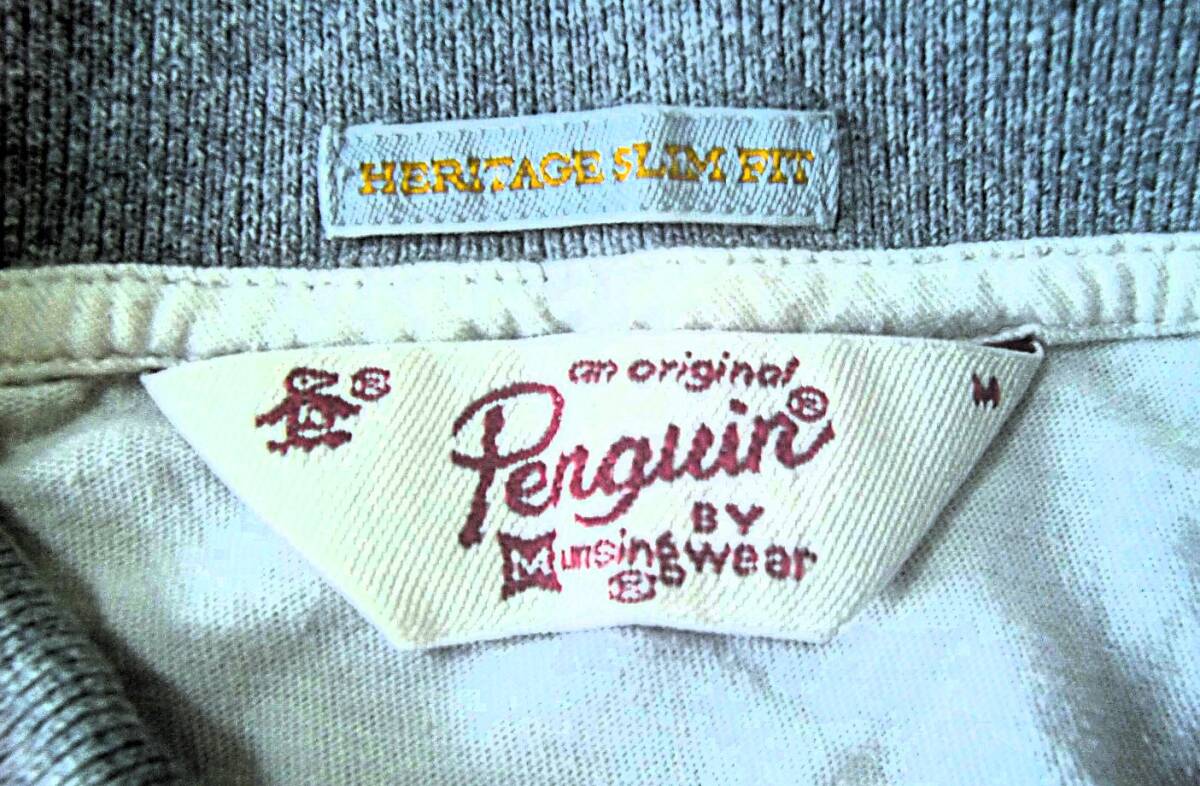 HERITAGE SLIM FIT
®
an original
M
Penguin®
BY
Munsingwear
®